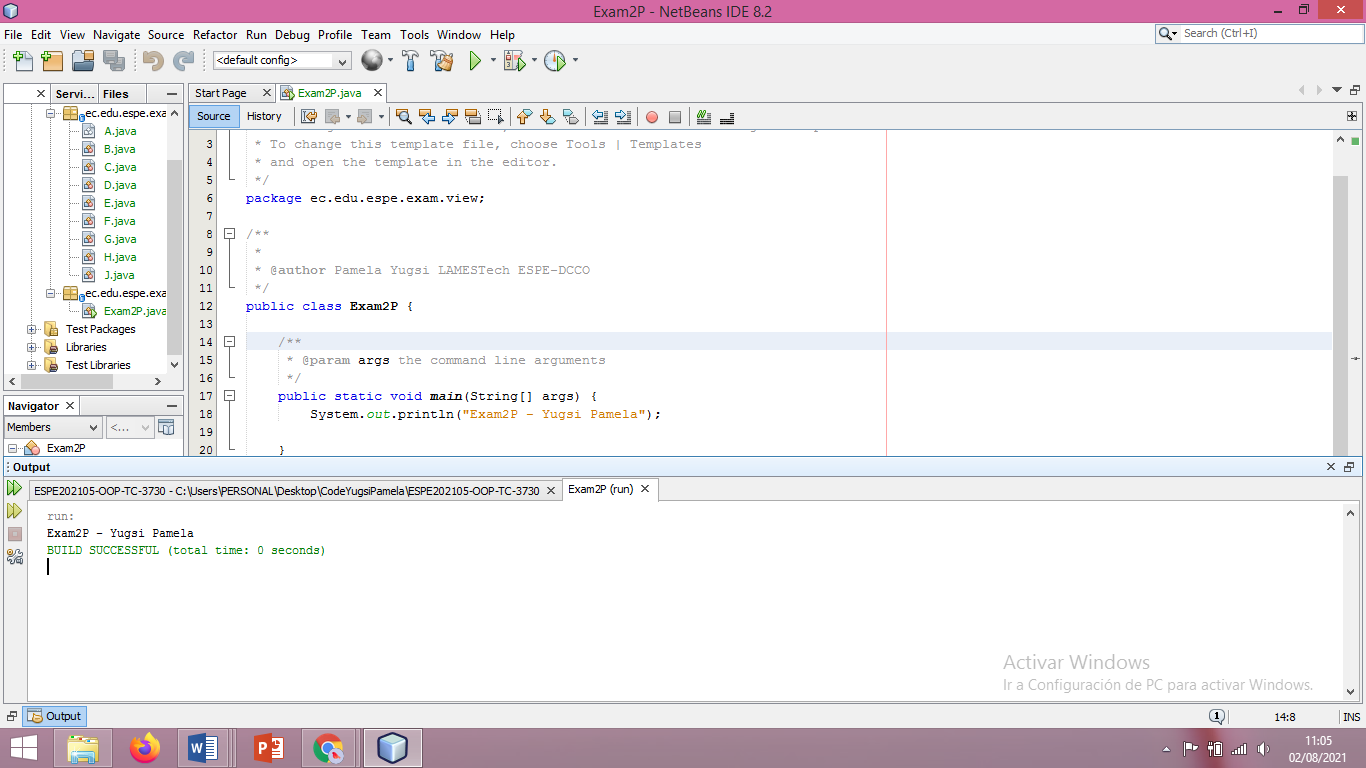 Exam2P - NetBeans IDE 8.2
File Edit View Navigate Source Refactor Run Debug Profile Team Tools Window Help
Search (Ctrl+I)
<default config>
Servi... Files
Start Page Exam2P.java
Source History
ec.edu.espe.exa
A.java
B.java
C.java
D.java
E.java
F.java
G.java
H.java
J.java
ec.edu.espe.exa
Exam2P.java
Test Packages
Libraries
Test Libraries
3 * To change this template file, choose Tools | Templates
4 * and open the template in the editor.
5 */
6 package ec.edu.espe.exam.view;
7
8 /**
9 *
10 * @author Pamela Yugsi LAMESTech ESPE-DCCO
11 */
12 public class Exam2P {
13
14 /**
15 * @param args the command line arguments
16 */
17 public static void main(String[] args) {
18 System.out.println("Exam2P - Yugsi Pamela");
19
20 }
Navigator
Members <...
Exam2P
Output
ESPE202105-OOP-TC-3730 - C:\Users\PERSONAL\Desktop\CodeYugsiPamela\ESPE202105-OOP-TC-3730 Exam2P (run)
run:
Exam2P - Yugsi Pamela
BUILD SUCCESSFUL (total time: 0 seconds)
Activar Windows
Ir a Configuración de PC para activar Windows.
Output
1 14:8 INS
11:05
02/08/2021